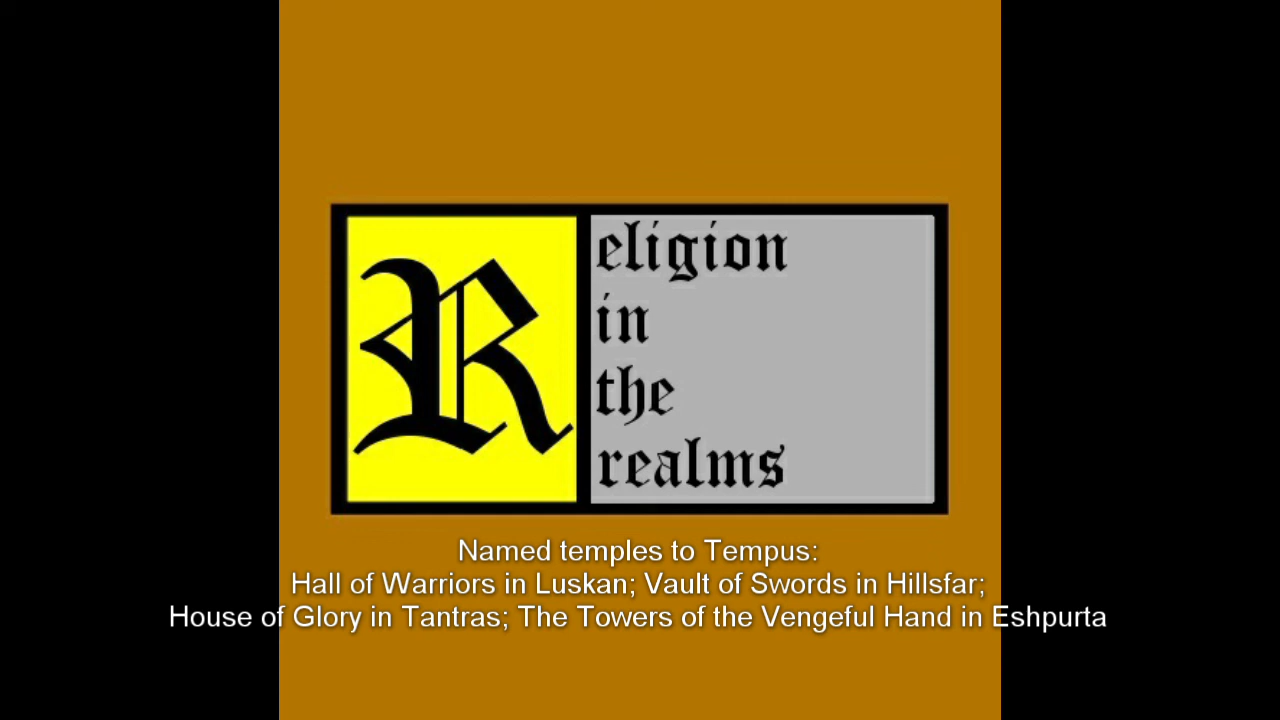 Religion
in
the
realms
Named temples to Tempus:
Hall of Warriors in Luskan; Vault of Swords in Hillsfar;
House of Glory in Tantras; The Towers of the Vengeful Hand in Eshpurta